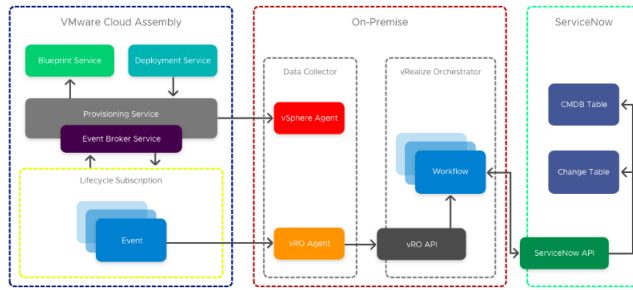 VMware Cloud Assembly
On-Premise
ServiceNow
Blueprint Service
Deployment Service
Data Collector
vRealize Orchestrator
Provisioning Service
Event Broker Service
vSphere Agent
CMDB Table
Lifecycle Subscription
Workflow
Change Table
Event
vRO Agent
vRO API
ServiceNow API